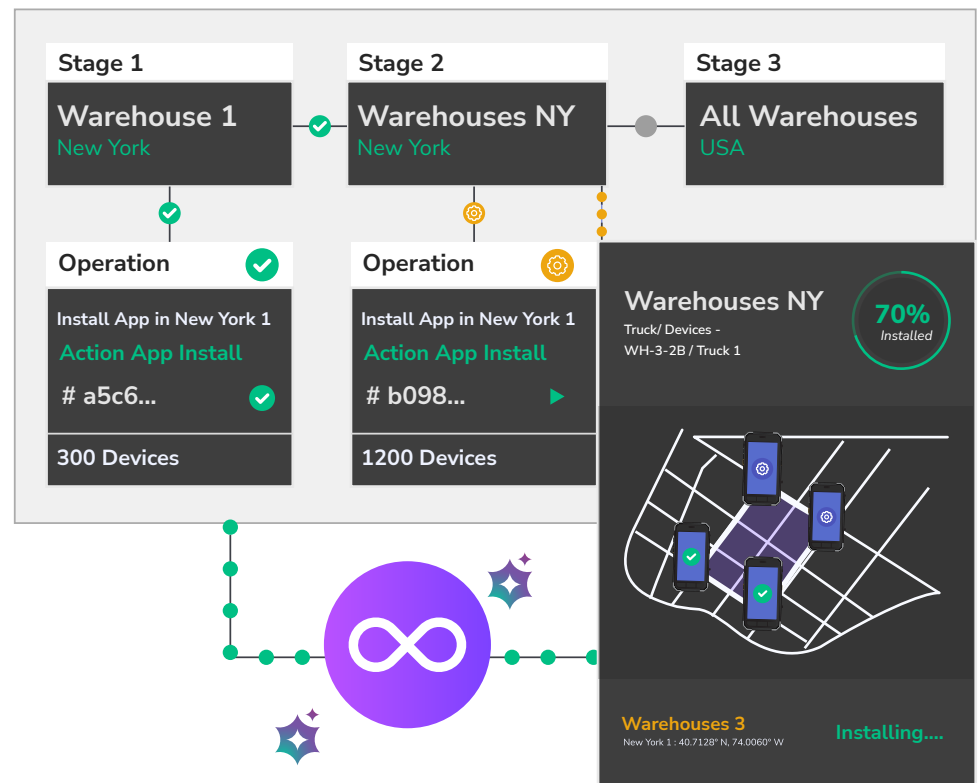 Stage 1
Warehouse 1
New York
Stage 2
Warehouses NY
New York
Stage 3
All Warehouses
USA
Operation
Install App in New York 1
Action App Install
# a5c6...
300 Devices
Operation
Install App in New York 1
Action App Install
# b098...
1200 Devices
Warehouses NY
Truck/ Devices -
WH-3-2B / Truck 1
70%
Installed
Warehouses 3
New York 1 : 40.7128° N, 74.0060° W
Installing....